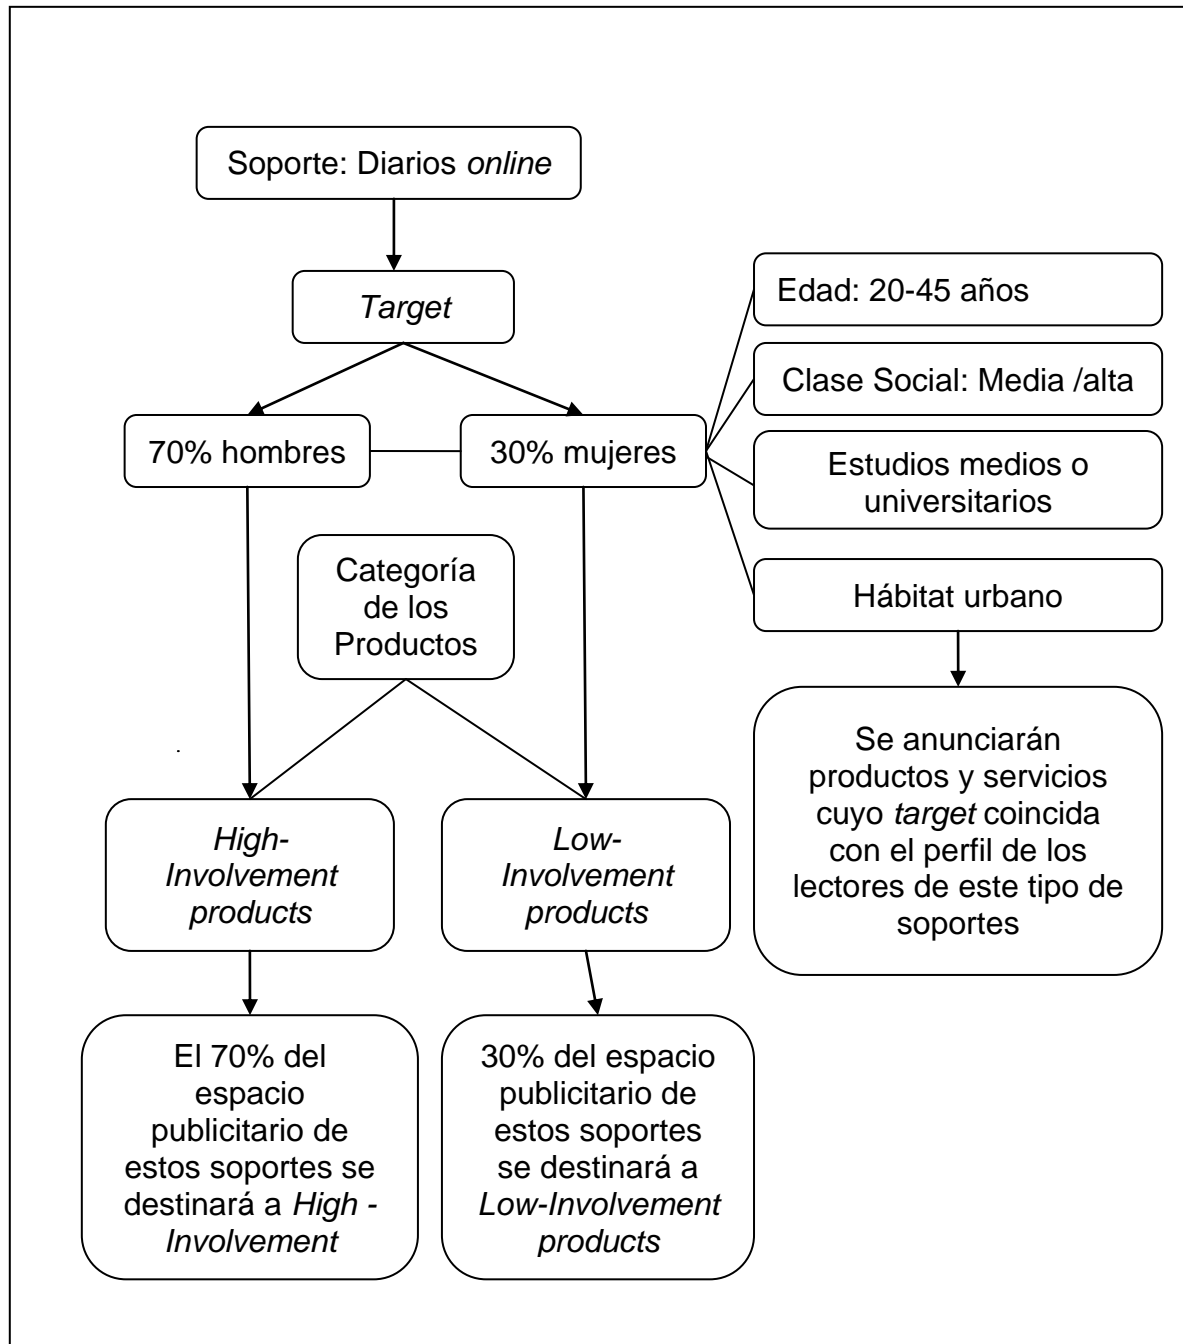 Soporte: Diarios online
Target
70% hombres
30% mujeres
Edad: 20-45 años
Clase Social: Media /alta
Estudios medios o
universitarios
Hábitat urbano
Categoría
de los
Productos
Se anunciarán
productos y servicios
cuyo target coincida
con el perfil de los
lectores de este tipo de
soportes
High-
Involvement
products
Low-
Involvement
products
El 70% del
espacio
publicitario de
estos soportes se
destinará a High -
Involvement
30% del espacio
publicitario de
estos soportes
se destinará a
Low-Involvement
products